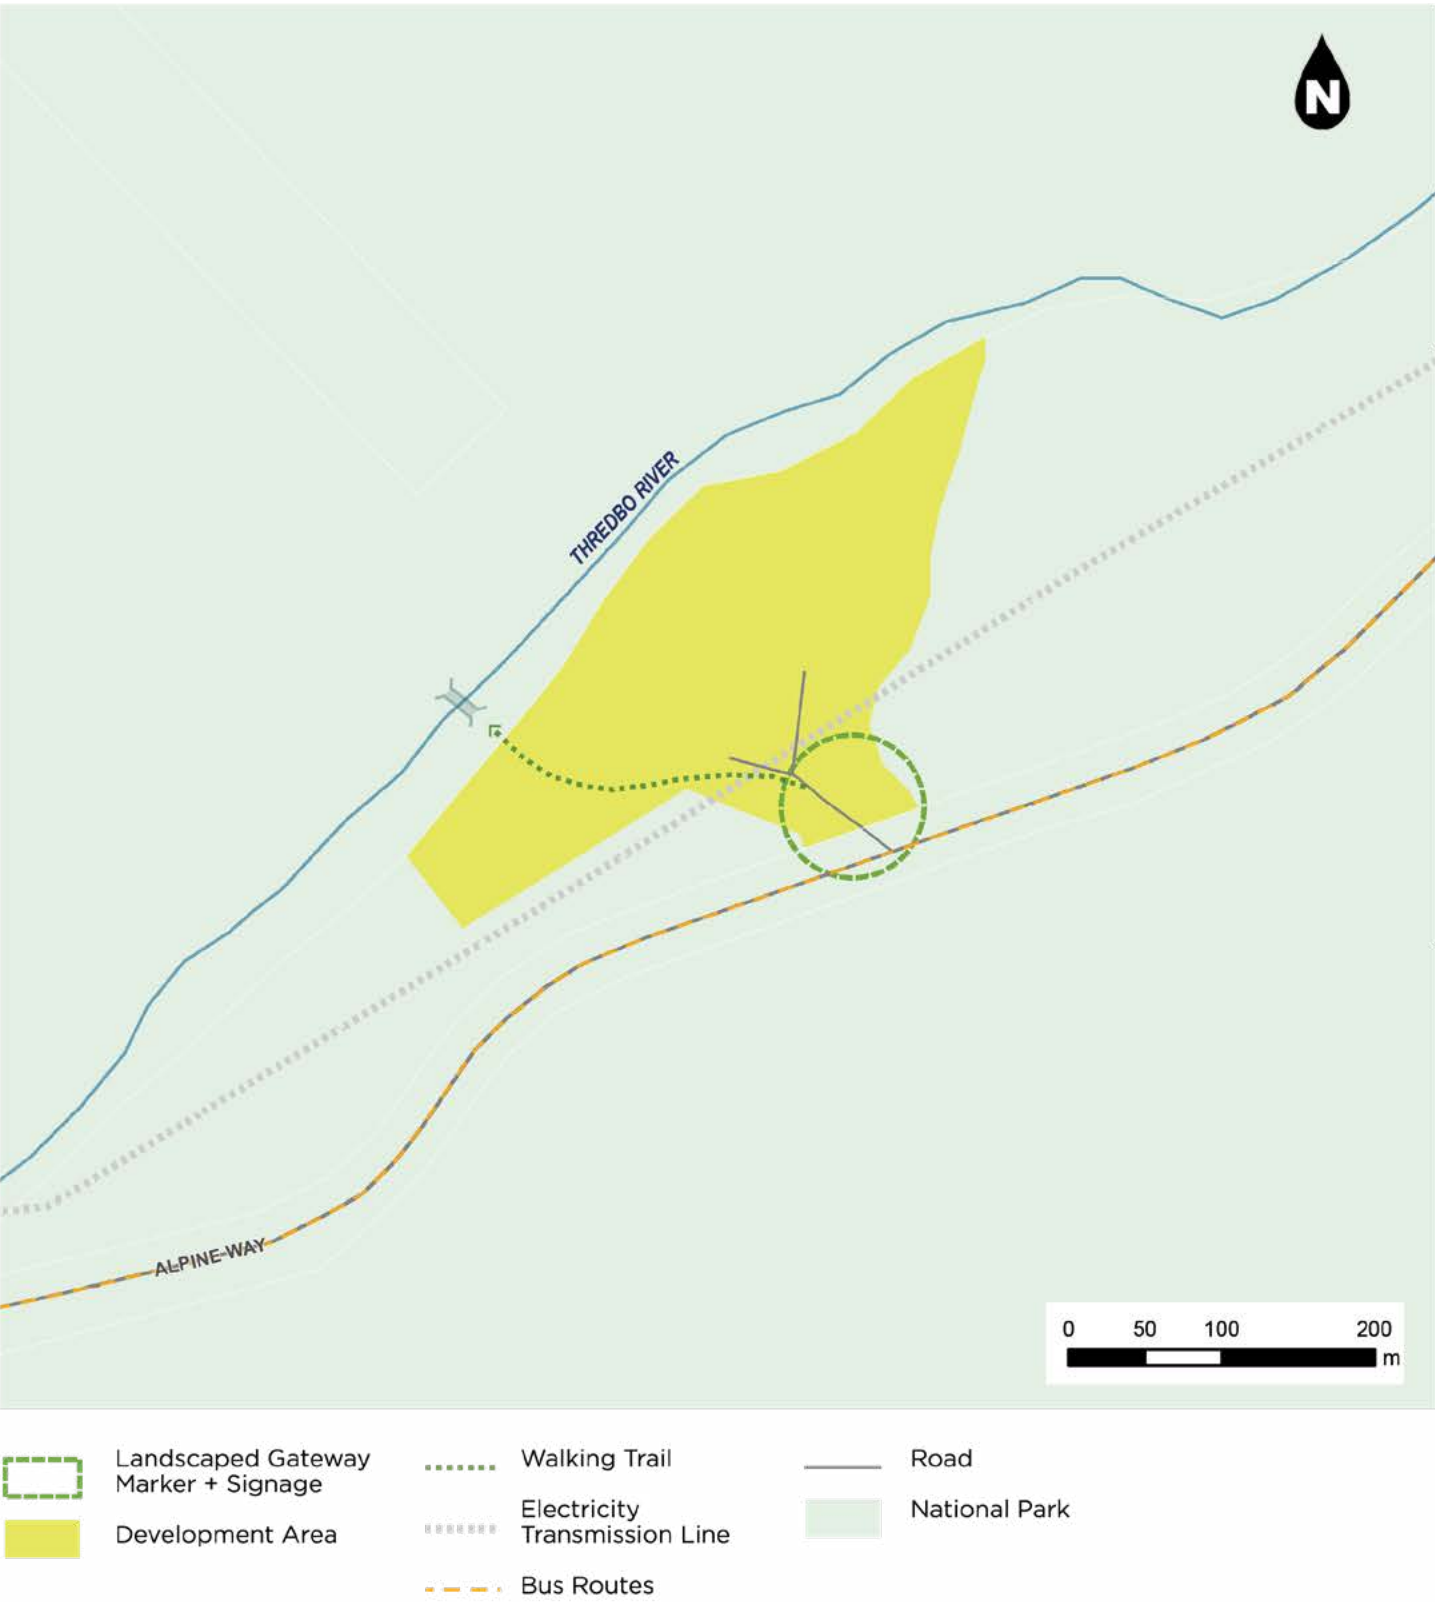 N
THREDBO RIVER
ALPINE WAY
0 50 100 200
m
Landscaped Gateway
Marker + Signage
Development Area
Walking Trail
Electricity
Transmission Line
Bus Routes
Road
National Park